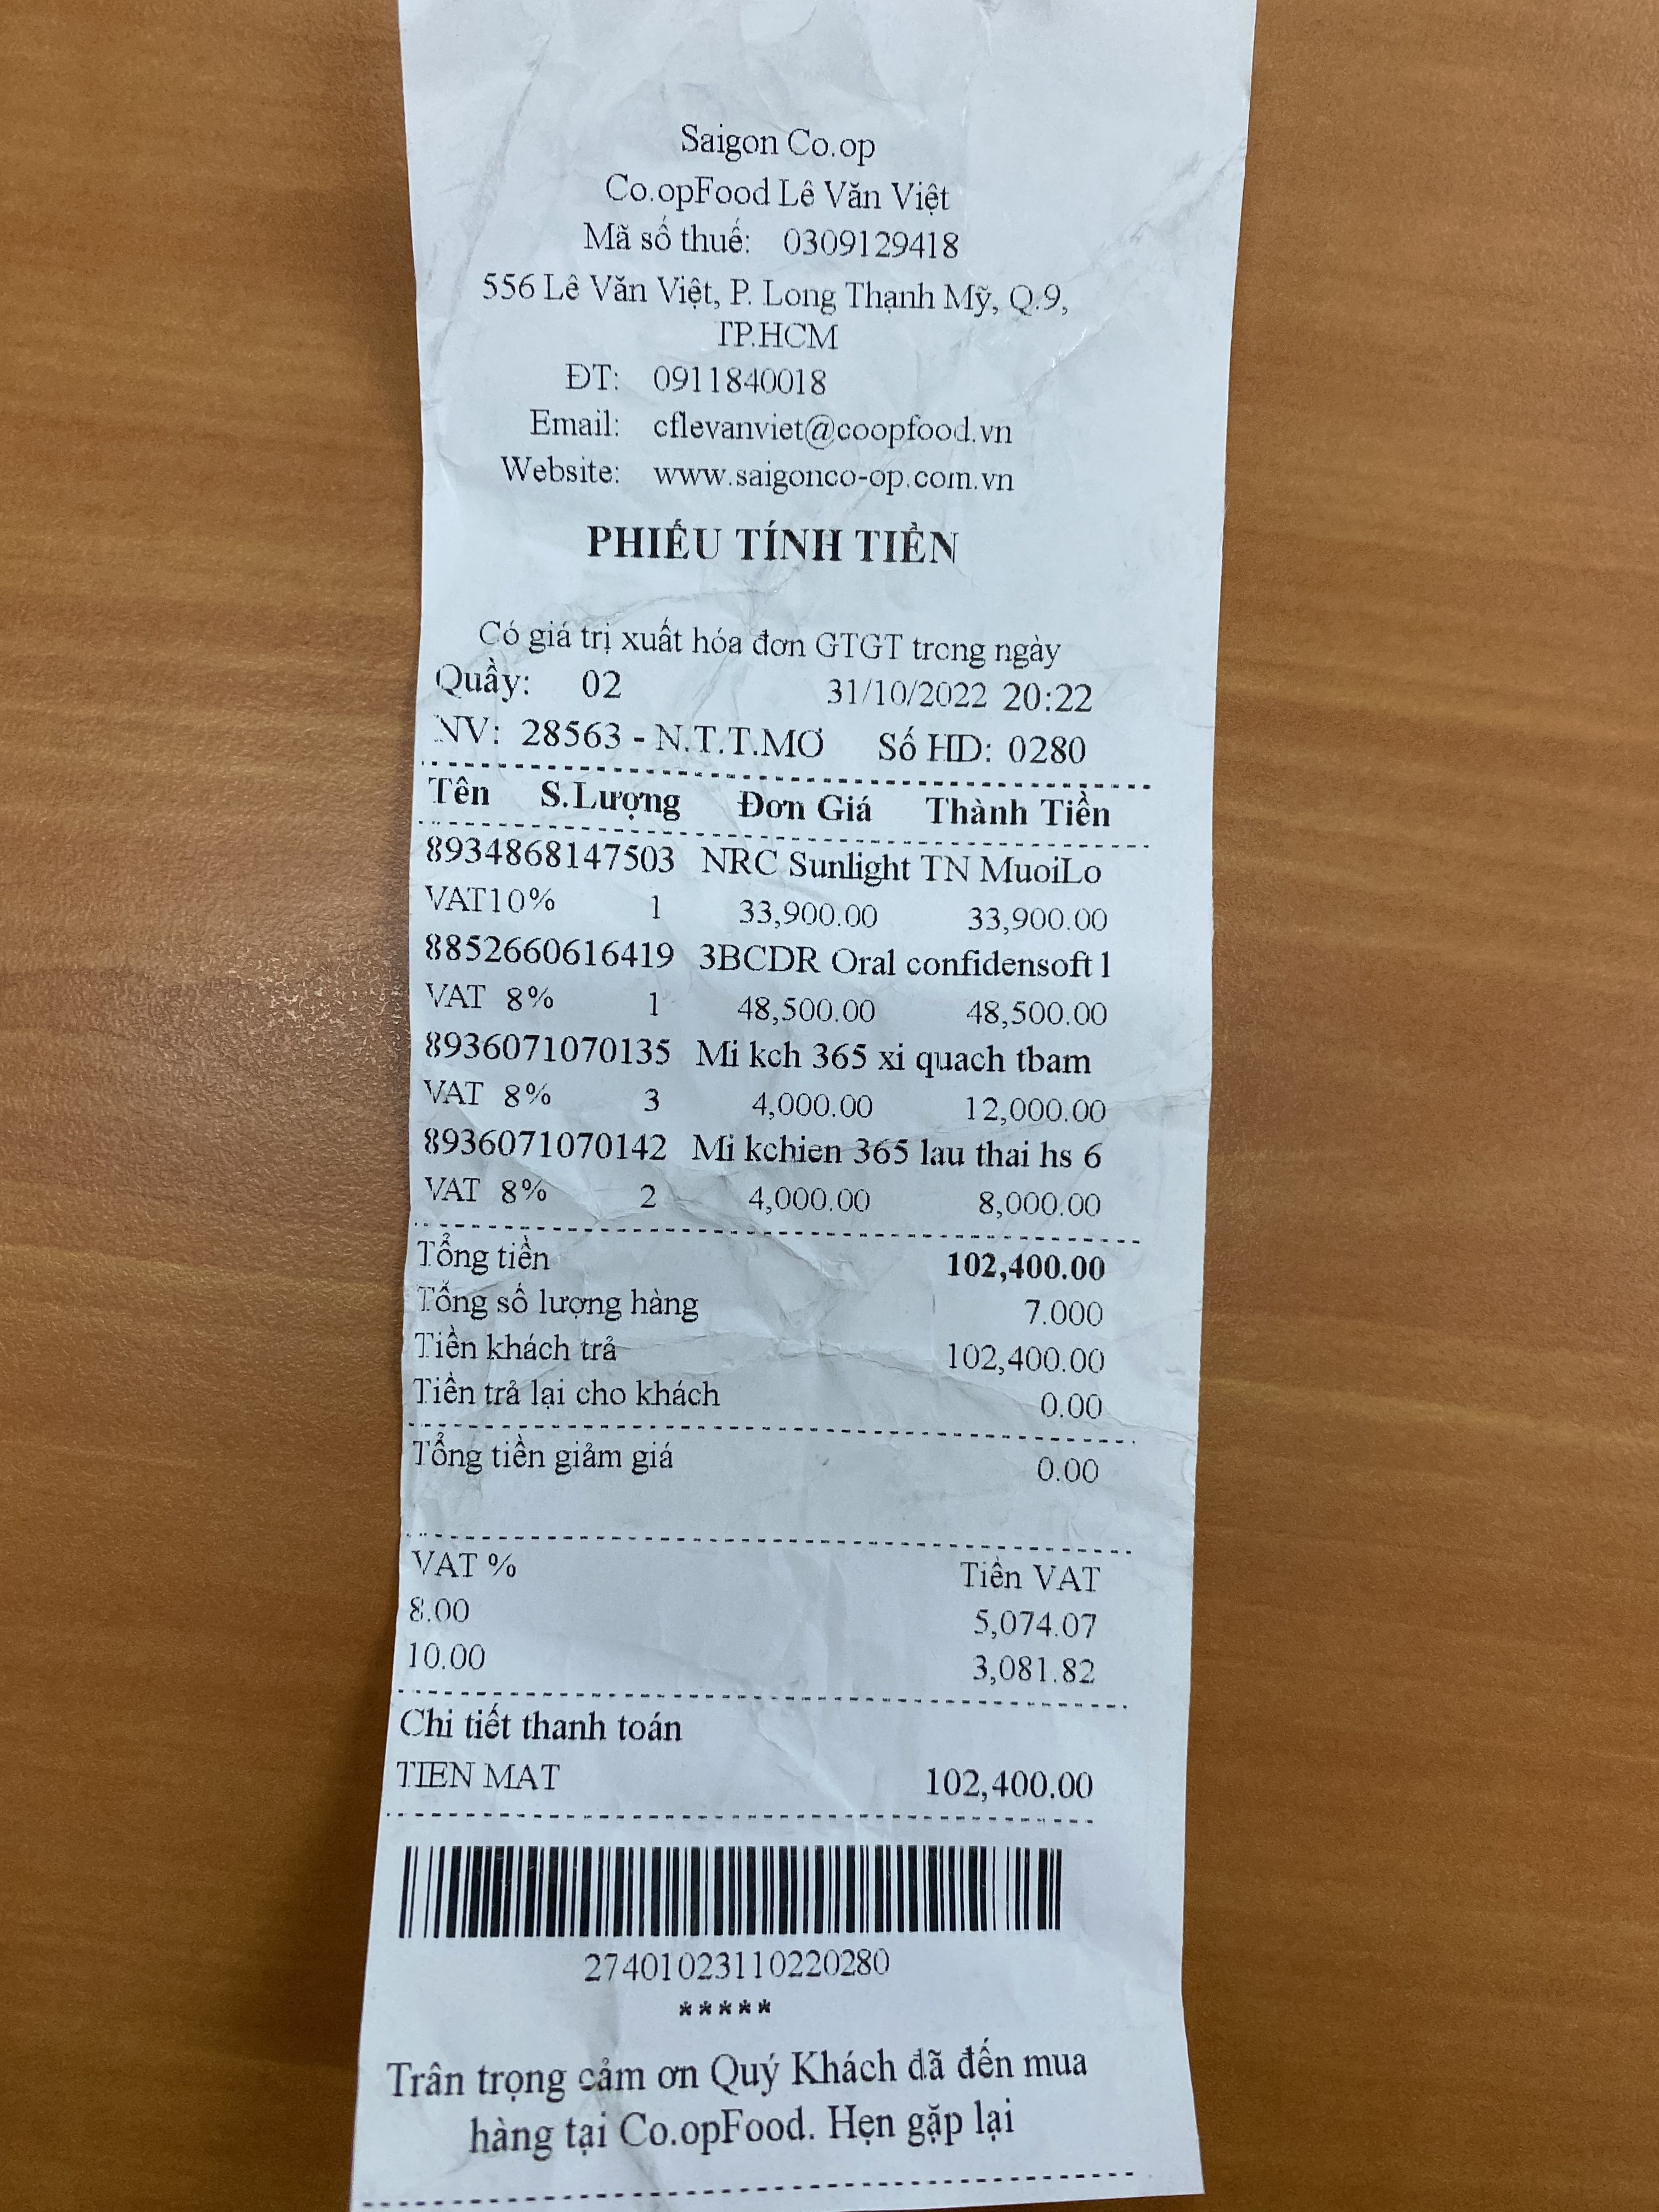 Saigon Co.op
Co.opFood Lê Văn Việt
Mã số thuế: 0309129418
556 Lê Văn Việt, P. Long Thạnh Mỹ, Q.9,
TP.HCM
ĐT: 0911840018
Email: cflevanviet@coopfood.vn
Website: www.saigonco-op.com.vn
PHIẾU TÍNH TIỀN
Có giá trị xuất hóa đơn GTGT trong ngày
Quầy: 02 31/10/2022 20:22
NV: 28563 - N.T.T.MƠ Số HD: 0280
Tên S.Lượng Đơn Giá Thành Tiền
8934868147503 NRC Sunlight TN MuoiLo
VAT10% 1 33,900.00 33,900.00
8852660616419 3BCDR Oral confidensoft 1
VAT 8% 1 48,500.00 48,500.00
8936071070135 Mi kch 365 xi quach tbam
VAT 8% 3 4,000.00 12,000.00
8936071070142 Mi kchien 365 lau thai hs 6
VAT 8% 2 4,000.00 8,000.00
Tổng tiền 102,400.00
Tổng số lượng hàng 7.000
Tiền khách trả 102,400.00
Tiền trả lại cho khách 0.00
Tổng tiền giảm giá 0.00
VAT % Tiền VAT
8.00 5,074.07
10.00 3,081.82
Chi tiết thanh toán
TIEN MAT 102,400.00
27401023110220280
*****
Trân trọng cảm ơn Quý Khách đã đến mua
hàng tại Co.opFood. Hẹn gặp lại